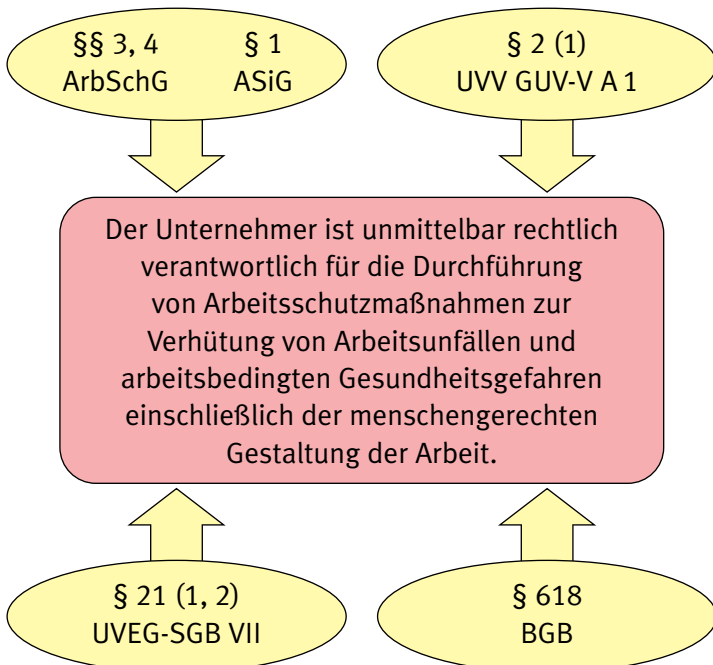 §§ 3, 4 § 1
ArbSchG ASiG
§ 2 (1)
UVV GUV-V A 1
Der Unternehmer ist unmittelbar rechtlich
verantwortlich für die Durchführung
von Arbeitsschutzmaßnahmen zur
Verhütung von Arbeitsunfällen und
arbeitsbedingten Gesundheitsgefahren
einschließlich der menschengerechten
Gestaltung der Arbeit.
§ 21 (1, 2)
UVEG-SGB VII
§ 618
BGB